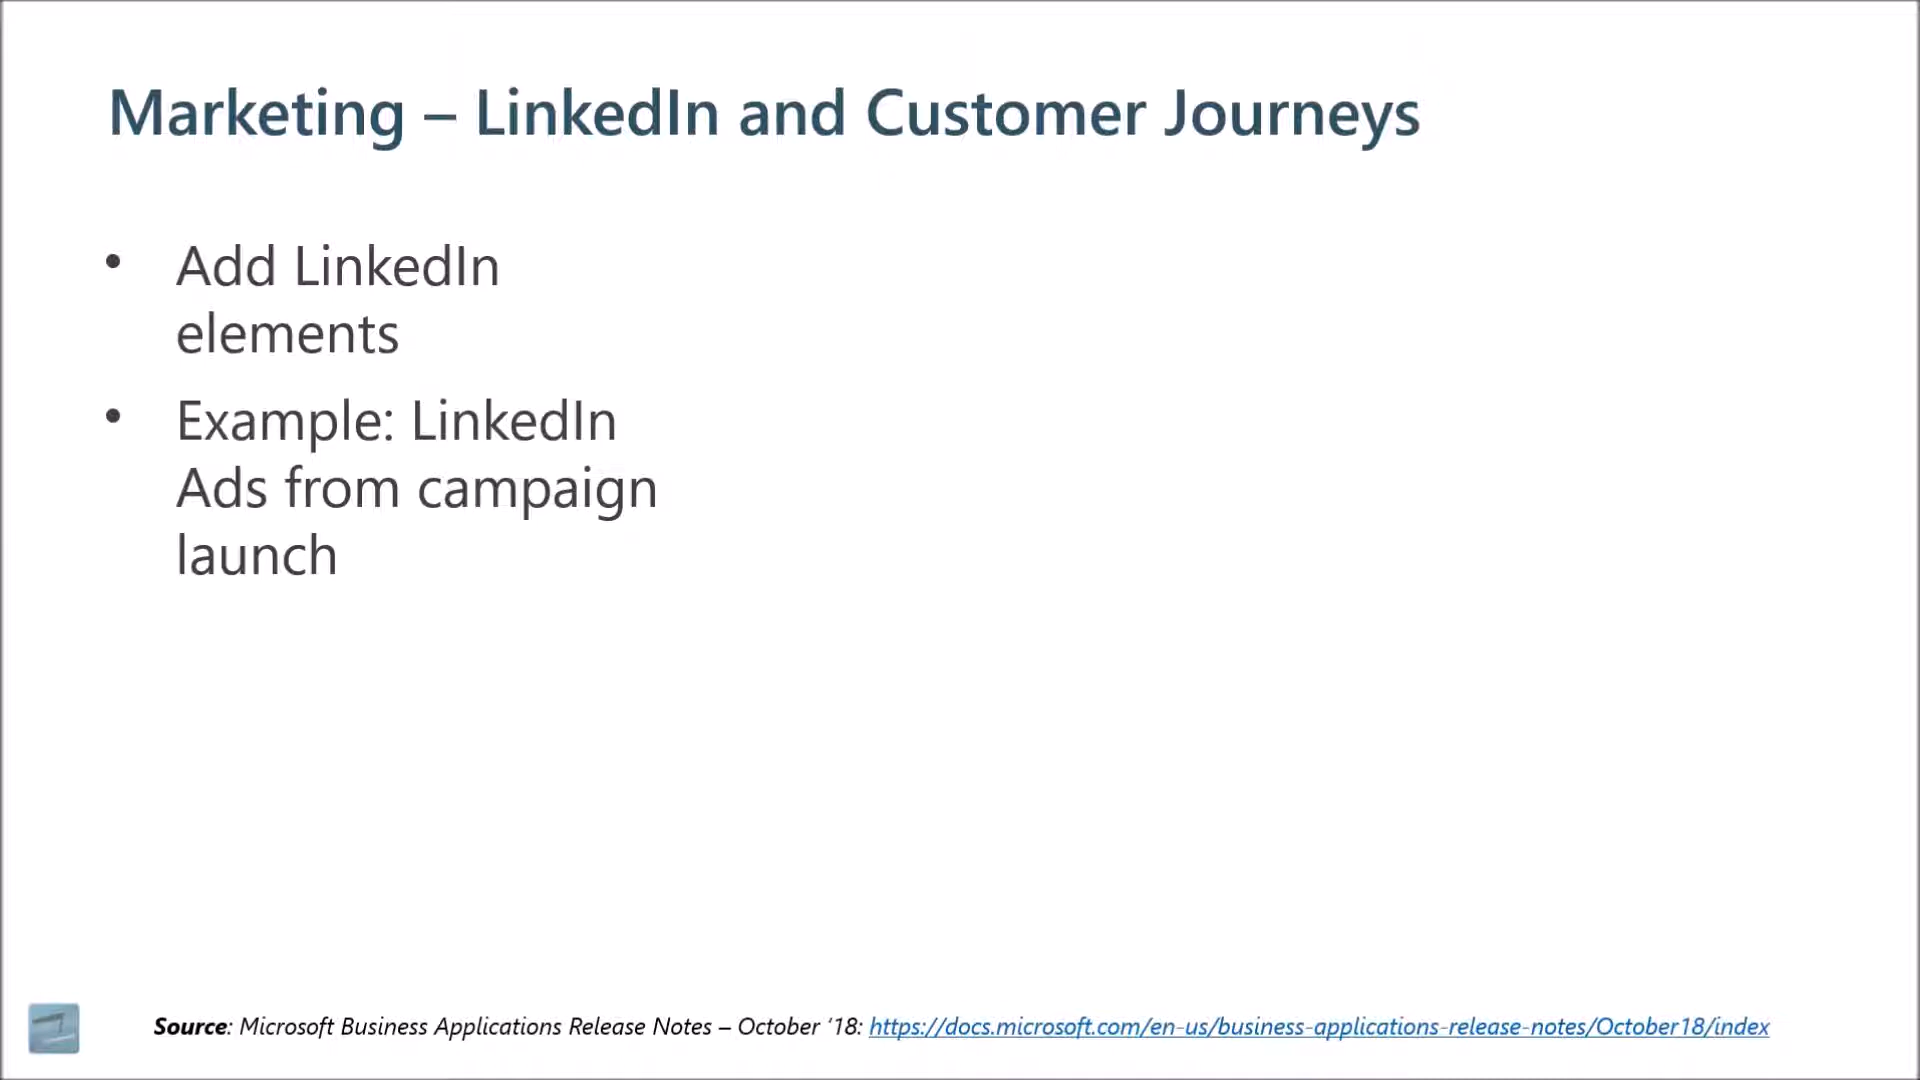 Marketing – LinkedIn and Customer Journeys
• Add LinkedIn
elements
• Example: LinkedIn
Ads from campaign
launch
Source: Microsoft Business Applications Release Notes – October ‘18: https://docs.microsoft.com/en-us/business-applications-release-notes/October18/index